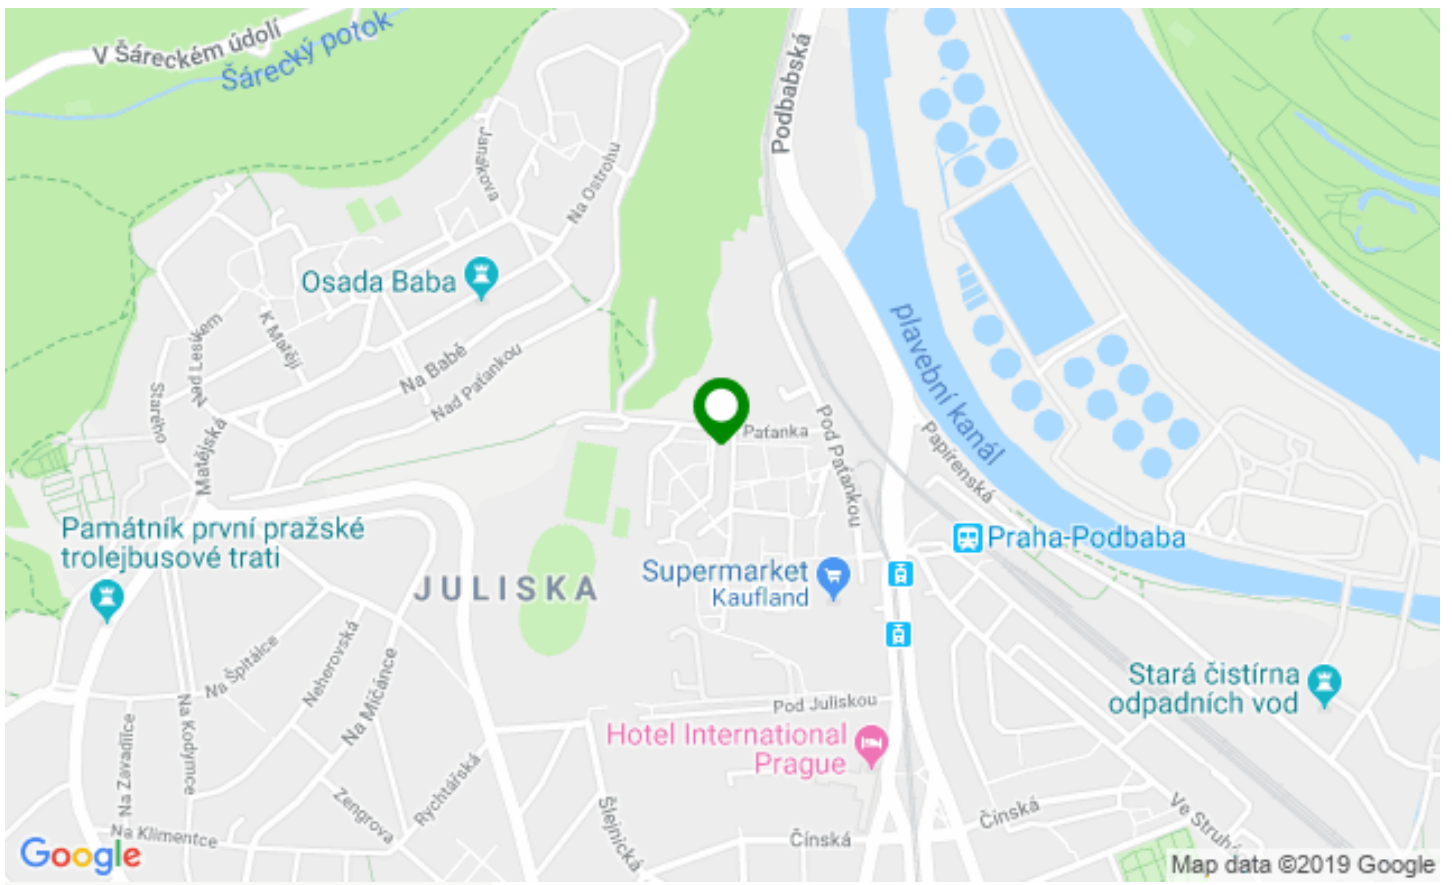 V Šáreckém údolí
Šárecký potok
Podbabská
Janákova
Na Ostrohu
Osada Baba
plavební kanál
K Matěji
Nad Leskem
Na Babě
Nad Paťankou
Starého
Matějská
Paťanka
Pod Paťankou
Papírenská
Památník první pražské
trolejbusové trati
Praha-Podbaba
JULISKA
Supermarket
Kaufland
Na Špitálce
Neherovská
Na Míčánce
Stará čistírna
odpadních vod
Pod Juliskou
Na Zavadilce
Na Kodymce
Hotel International
Prague
Rychtářská
Zengrova
Šlejnická
Na Klimentce
Čínská
Čínská
Ve Struhá
Google
Map data ©2019 Google